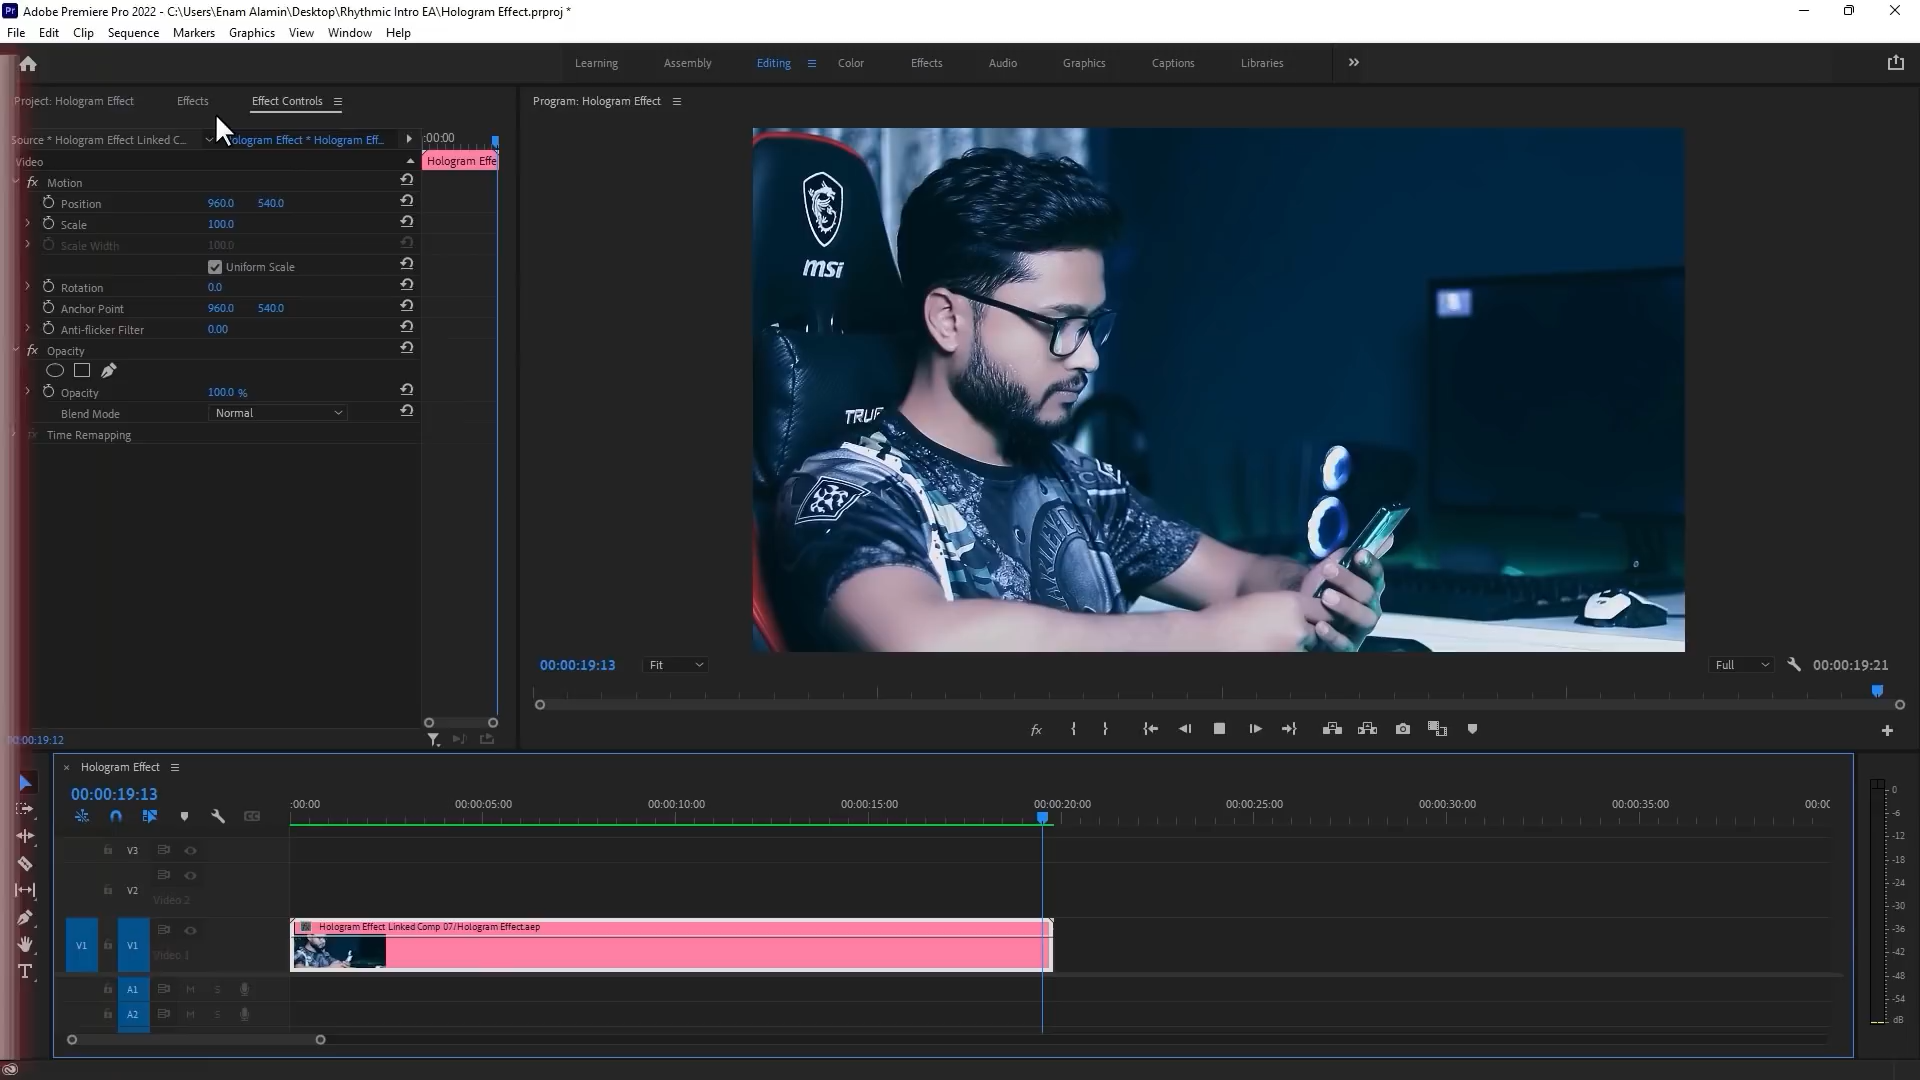 Pr Adobe Premiere Pro 2022 - C:\Users\Enam Alamin\Desktop\Rhythmic Intro EA\Hologram Effect.prproj *
File Edit Clip Sequence Markers Graphics View Window Help
Learning Assembly Editing Color Effects Audio Graphics Captions Libraries
Project: Hologram Effect Effects Effect Controls
Program: Hologram Effect
Source * Hologram Effect Linked C... ologram Effect * Hologram Eff... :00:00
Video Hologram Effe
fx Motion
Position 960.0 540.0
Scale 100.0
Scale Width 100.0
Uniform Scale
Rotation 0.0
Anchor Point 960.0 540.0
Anti-flicker Filter 0.00
fx Opacity
Opacity 100.0 %
Blend Mode Normal
fx Time Remapping
msi
TRUE
00:00:19:13 Fit Full 00:00:19:21
fx
00:00:19:12
Hologram Effect
00:00:19:13
:00:00 00:00:05:00 00:00:10:00 00:00:15:00 00:00:20:00 00:00:25:00 00:00:30:00 00:00:35:00 00:0
CC
V3
V2
Video 2
V1 V1
Video 1
fx Hologram Effect Linked Comp 07/Hologram Effect.aep
A1 M S
A2 M S
T
0
-6
-12
-18
-24
-30
-36
-42
-48
-54
dB